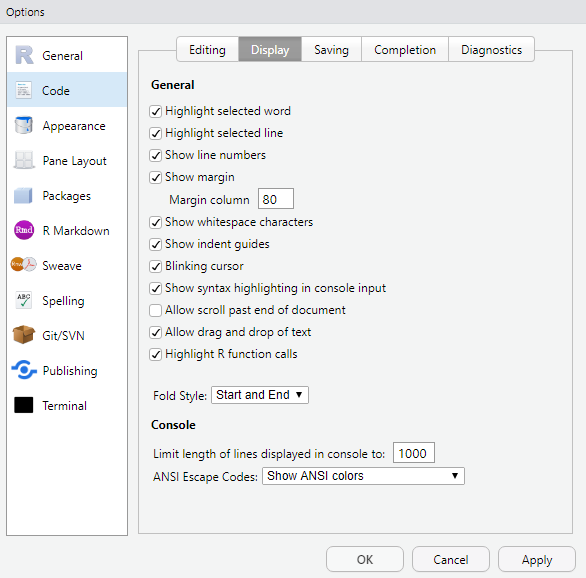 Options
General
Code
Appearance
Pane Layout
Packages
Rmd R Markdown
Sweave
ABC Spelling
Git/SVN
Publishing
Terminal
Editing Display Saving Completion Diagnostics
General
Highlight selected word
Highlight selected line
Show line numbers
Show margin
Margin column 80
Show whitespace characters
Show indent guides
Blinking cursor
Show syntax highlighting in console input
Allow scroll past end of document
Allow drag and drop of text
Highlight R function calls
Fold Style: Start and End
Console
Limit length of lines displayed in console to: 1000
ANSI Escape Codes: Show ANSI colors
OK Cancel Apply